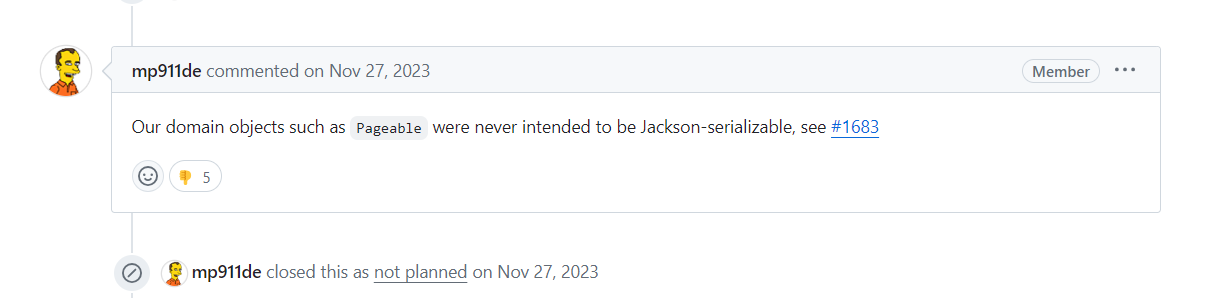 mp911de commented on Nov 27, 2023
Member
Our domain objects such as Pageable were never intended to be Jackson-serializable, see #1683
5
mp911de closed this as not planned on Nov 27, 2023